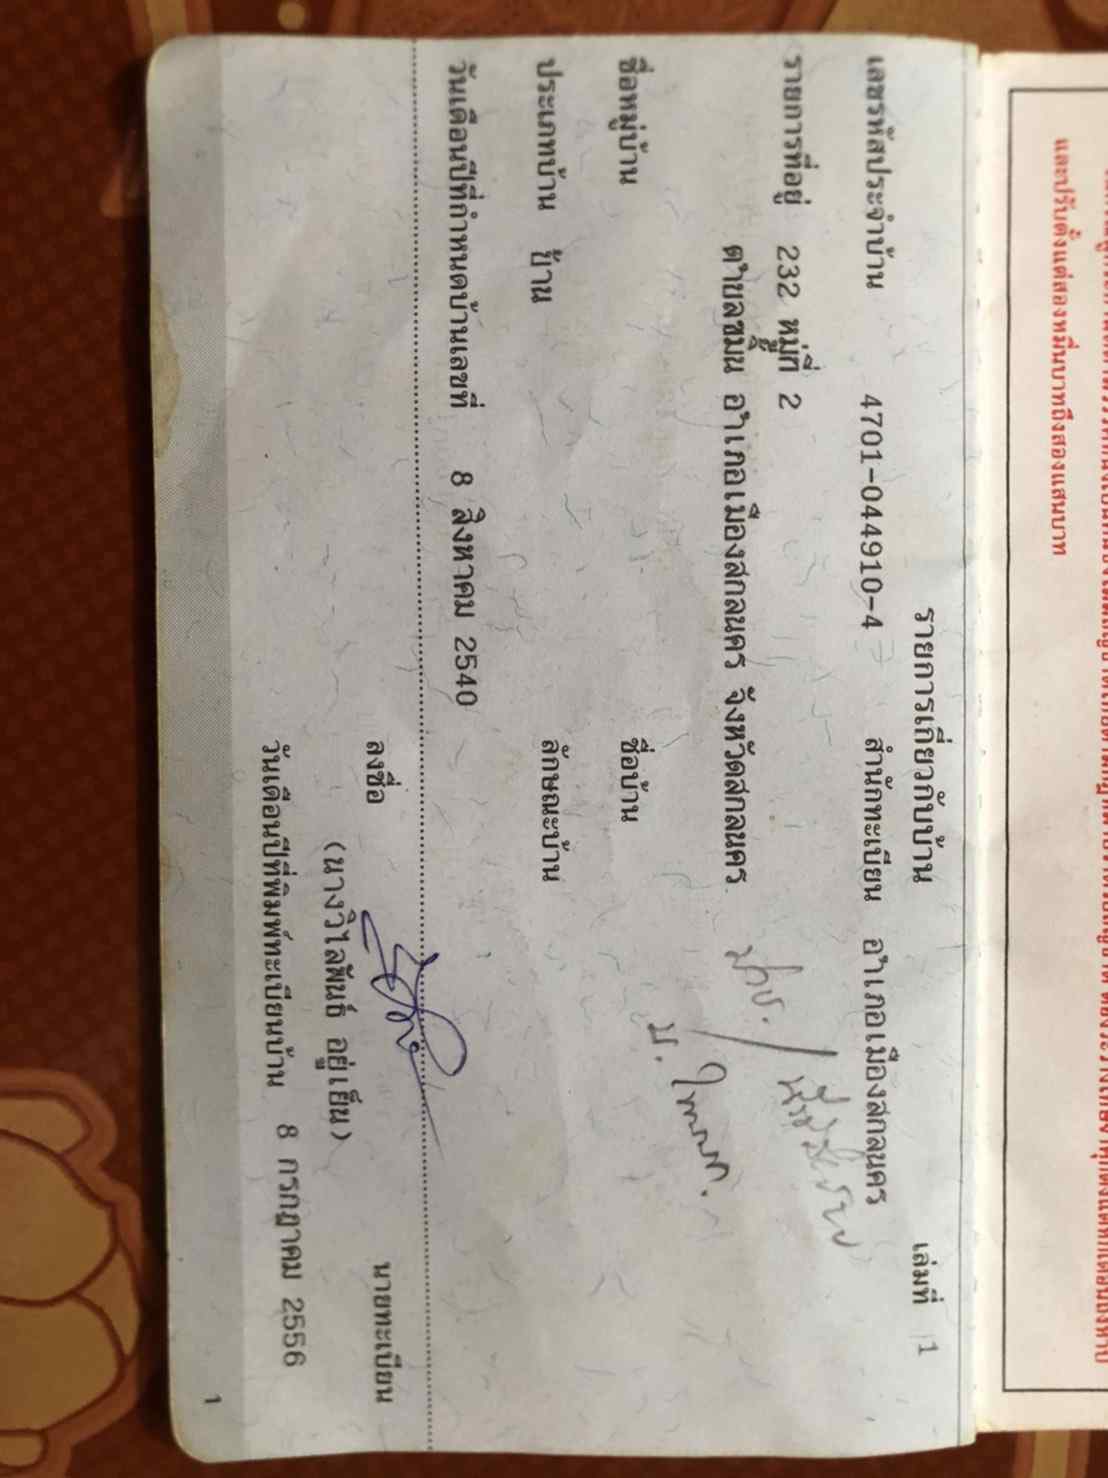 รายการเกี่ยวกับบ้าน เล่มที่ 1
เลขรหัสประจำบ้าน 4701-044910-4 สำนักทะเบียน อำเภอเมืองสกลนคร
รายการที่อยู่ 232 หมู่ที่ 2
ตำบลขมิ้น อำเภอเมืองสกลนคร จังหวัดสกลนคร
ชื่อหมู่บ้าน ชื่อบ้าน
ประเภทบ้าน บ้าน ลักษณะบ้าน
วันเดือนปีที่กำหนดบ้านเลขที่ 8 สิงหาคม 2540
ลงชื่อ นายทะเบียน
(นางวิไลพันธ์ อยู่เย็น)
วันเดือนปีที่พิมพ์ทะเบียนบ้าน 8 กรกฎาคม 2556
1
และปรับตั้งแต่สองหมื่นบาทถึงสองแสนบาท